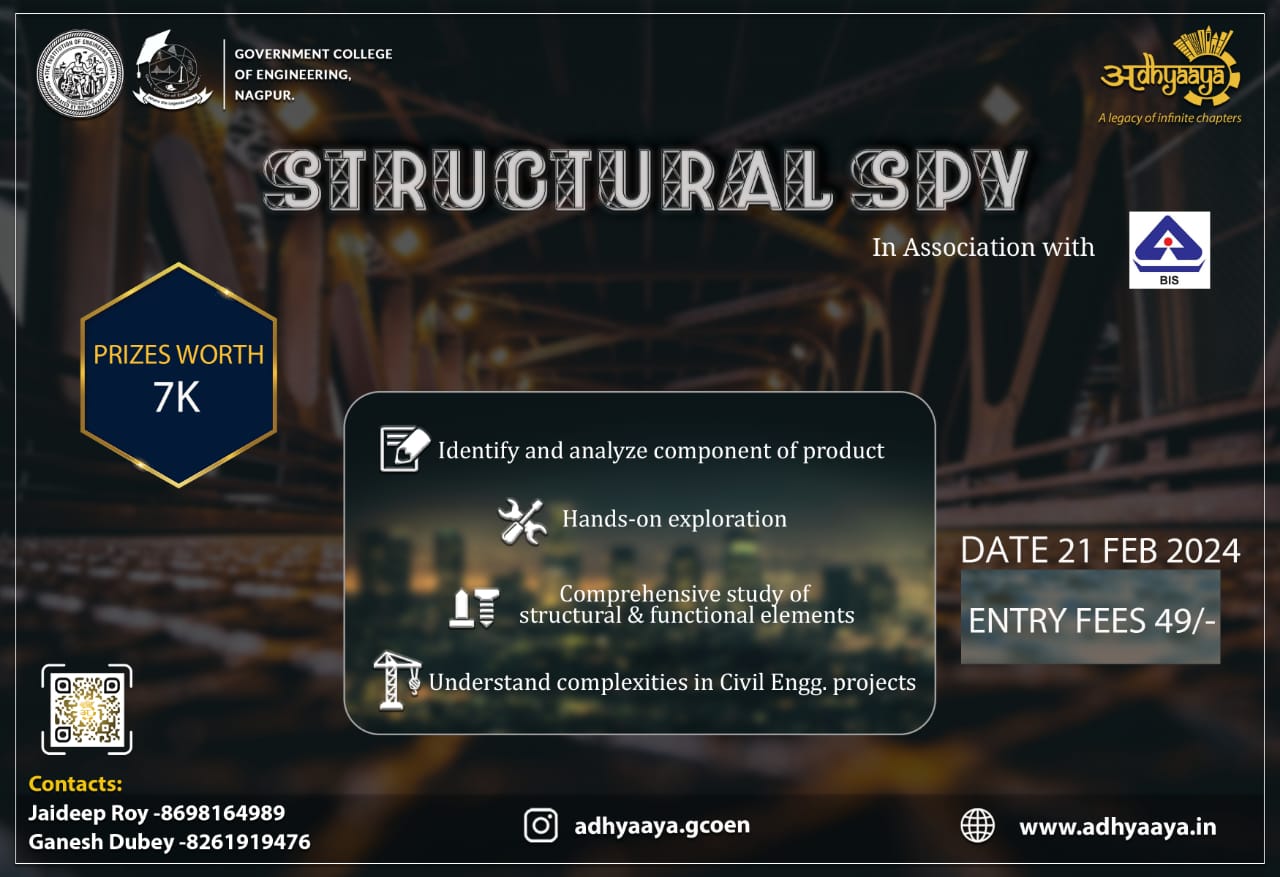 GOVERNMENT COLLEGE
OF ENGINEERING,
NAGPUR.
अdhyaaya
A legacy of infinite chapters
STRUCTURAL SPY
In Association with
BIS
PRIZES WORTH
7K
Identify and analyze component of product
Hands-on exploration
Comprehensive study of
structural & functional elements
Understand complexities in Civil Engg. projects
DATE 21 FEB 2024
ENTRY FEES 49/-
Contacts:
Jaideep Roy -8698164989
Ganesh Dubey -8261919476
adhyaaya.gcoen
www.adhyaaya.in